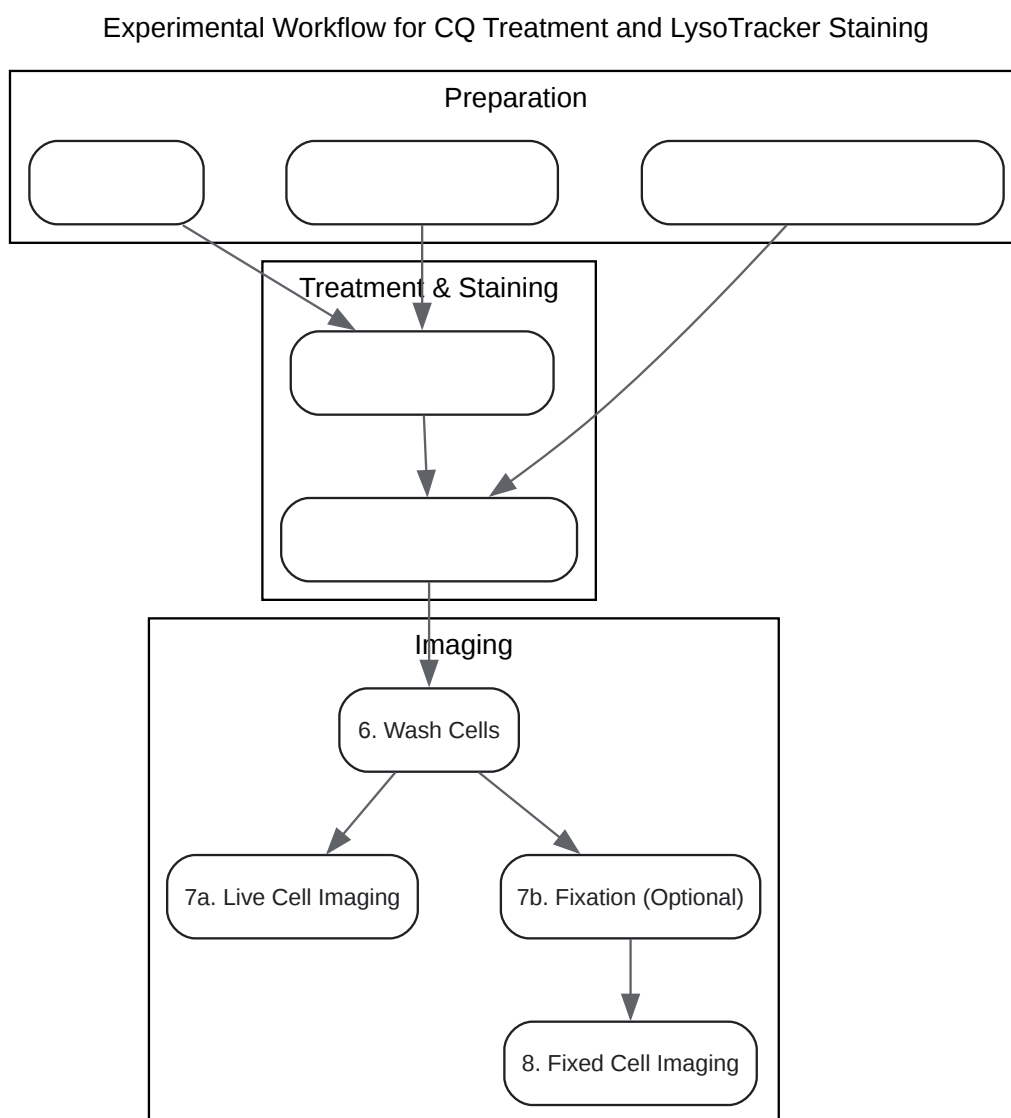 Experimental Workflow for CQ Treatment and LysoTracker Staining
Preparation
Treatment & Staining
Imaging
6. Wash Cells
7a. Live Cell Imaging
7b. Fixation (Optional)
8. Fixed Cell Imaging